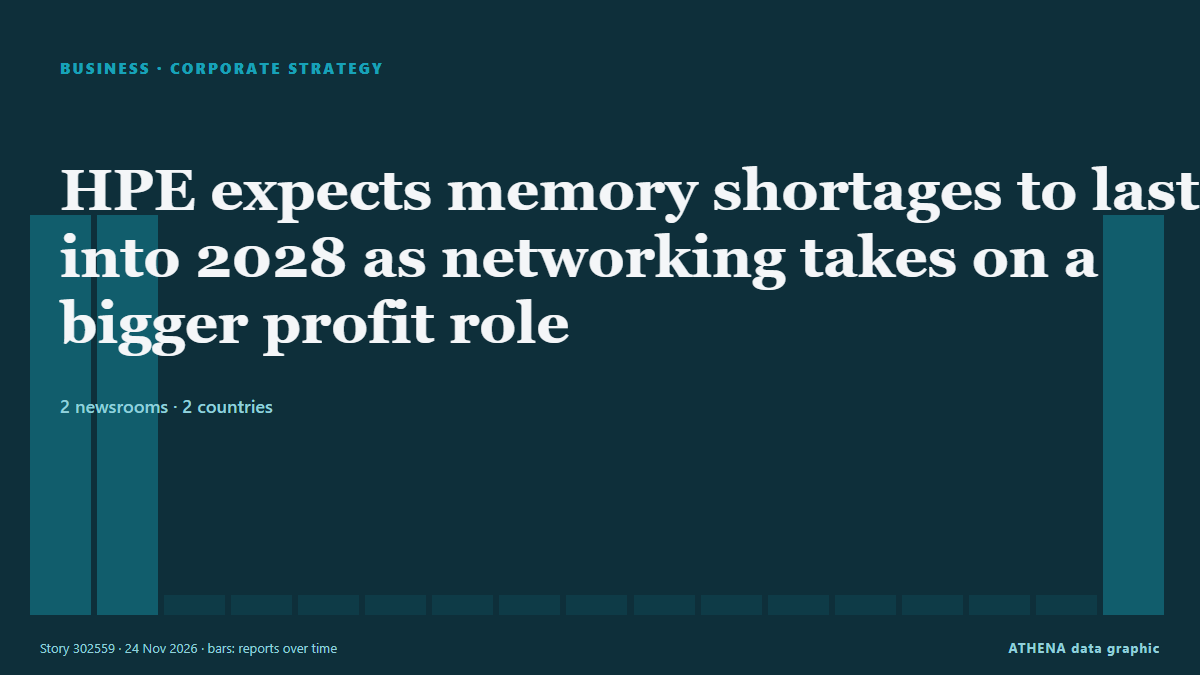 BUSINESS · CORPORATE STRATEGY
HPE expects memory shortages to last
into 2028 as networking takes on a
bigger profit role
2 newsrooms · 2 countries
Story 302559 · 24 Nov 2026 · bars: reports over time
ATHENA data graphic